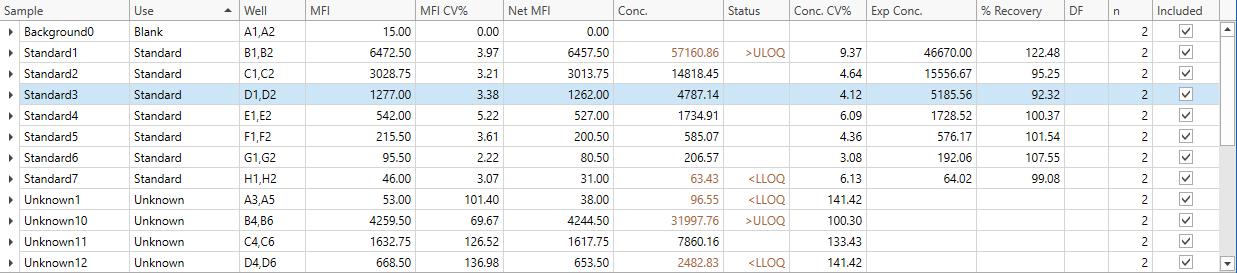 Sample Use Well MFI MFI CV% Net MFI Conc. Status Conc. CV% Exp Conc. % Recovery DF n Included
Background0 Blank A1,A2 15.00 0.00 0.00 2
Standard1 Standard B1,B2 6472.50 3.97 6457.50 57160.86 >ULOQ 9.37 46670.00 122.48 2
Standard2 Standard C1,C2 3028.75 3.21 3013.75 14818.45 4.64 15556.67 95.25 2
Standard3 Standard D1,D2 1277.00 3.38 1262.00 4787.14 4.12 5185.56 92.32 2
Standard4 Standard E1,E2 542.00 5.22 527.00 1734.91 6.09 1728.52 100.37 2
Standard5 Standard F1,F2 215.50 3.61 200.50 585.07 4.36 576.17 101.54 2
Standard6 Standard G1,G2 95.50 2.22 80.50 206.57 3.08 192.06 107.55 2
Standard7 Standard H1,H2 46.00 3.07 31.00 63.43 <LLOQ 6.13 64.02 99.08 2
Unknown1 Unknown A3,A5 53.00 101.40 38.00 96.55 <LLOQ 141.42 2
Unknown10 Unknown B4,B6 4259.50 69.67 4244.50 31997.76 >ULOQ 100.30 2
Unknown11 Unknown C4,C6 1632.75 126.52 1617.75 7860.16 133.43 2
Unknown12 Unknown D4,D6 668.50 136.98 653.50 2482.83 <LLOQ 141.42 2